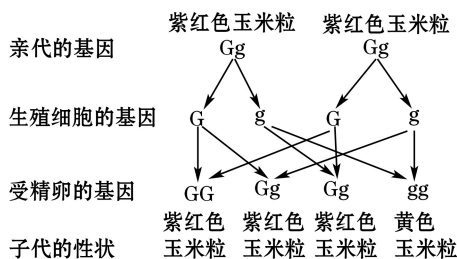 紫红色玉米粒 紫红色玉米粒
亲代的基因 Gg Gg
生殖细胞的基因 G g G g
受精卵的基因 GG Gg Gg gg
紫红色 紫红色 紫红色 黄色
子代的性状 玉米粒 玉米粒 玉米粒 玉米粒